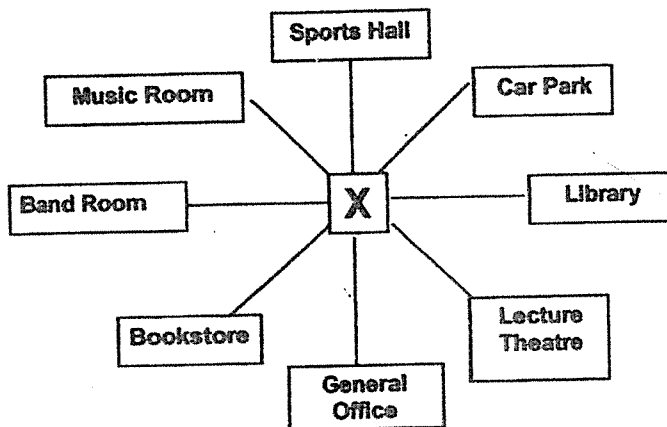 Sports Hall
Music Room
Car Park
Band Room
X
Library
Bookstore
Lecture
Theatre
General
Office